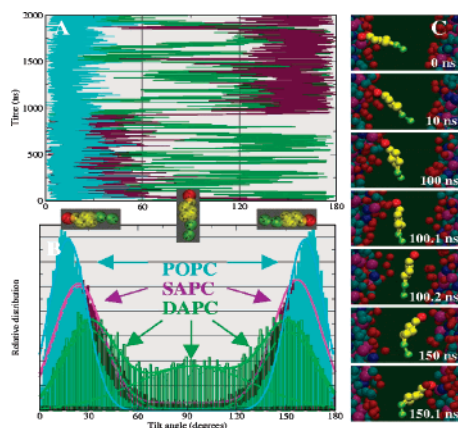 A
2000
1500
1000
500
0
Time (ns)
0 60 120 180
B
POPC
SAPC
DAPC
Relative distribution
0 30 60 90 120 150 180
Tilt angle (degrees)
C
0 ns
10 ns
100 ns
100.1 ns
100.2 ns
150 ns
150.1 ns